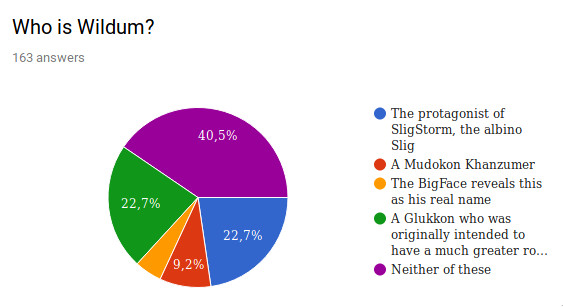 Who is Wildum?
163 answers
40,5%
22,7%
22,7%
9,2%
The protagonist of
SligStorm, the albino
Slig
A Mudokon Khanzumer
The BigFace reveals this
as his real name
A Glukkon who was
originally intended to
have a much greater ro...
Neither of these